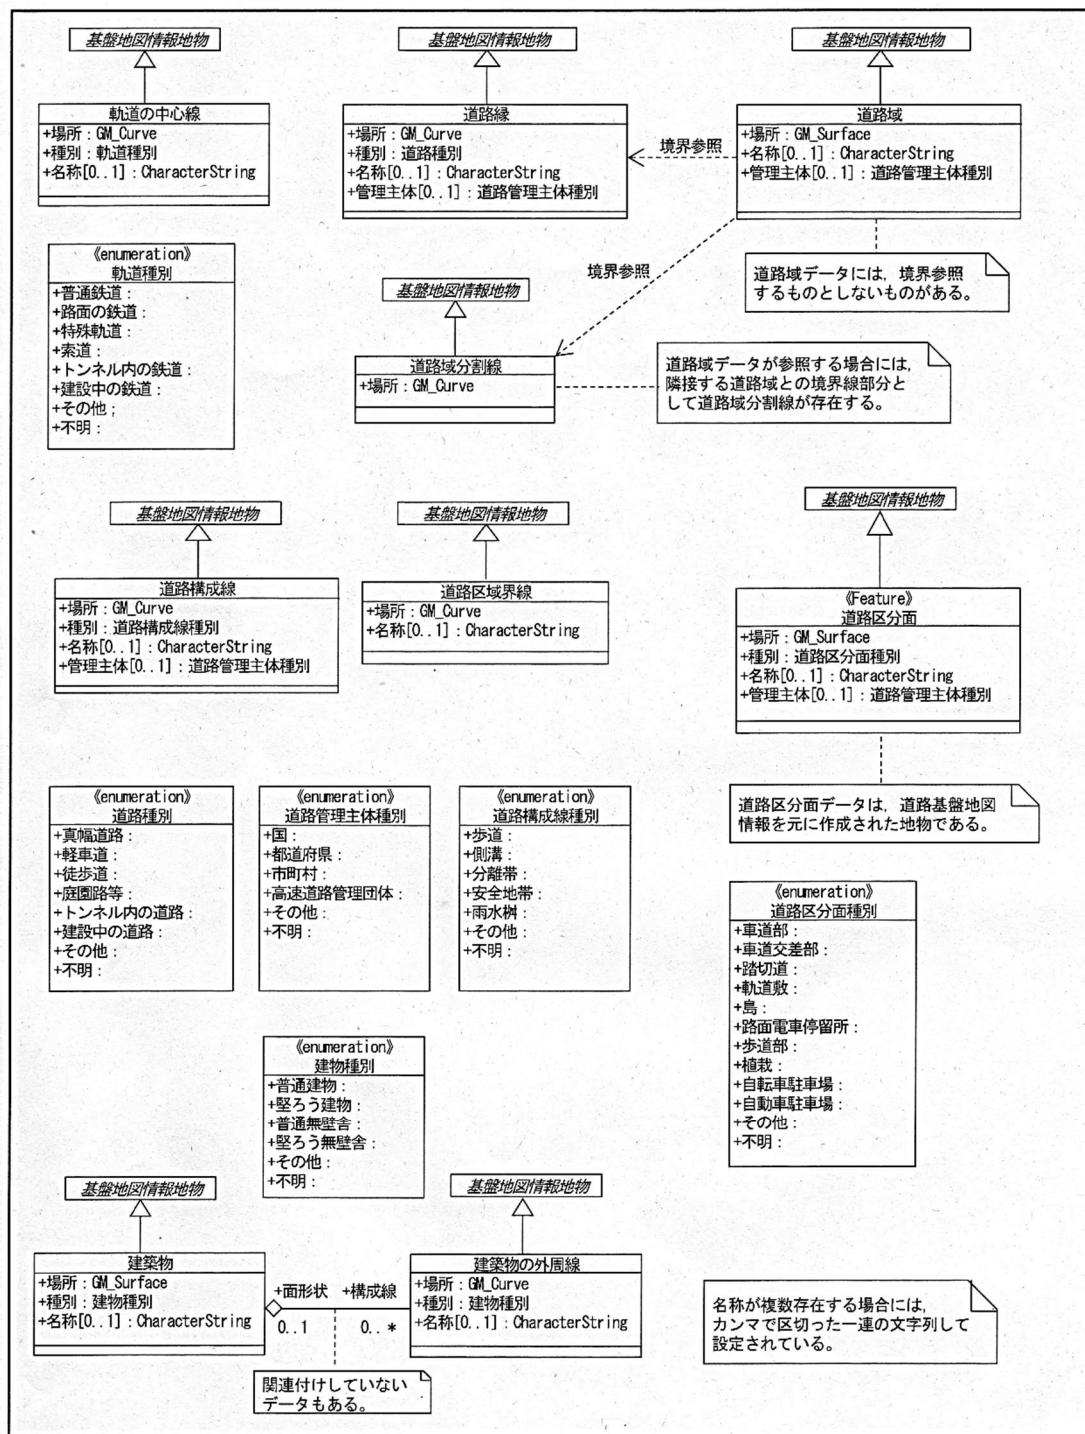 基盤地図情報地物
軌道の中心線
+場所：GM_Curve
+種別：軌道種別
+名称[0..1]：CharacterString
基盤地図情報地物
道路縁
+場所：GM_Curve
+種別：道路種別
+名称[0..1]：CharacterString
+管理主体[0..1]：道路管理主体種別
境界参照
基盤地図情報地物
道路域
+場所：GM_Surface
+名称[0..1]：CharacterString
+管理主体[0..1]：道路管理主体種別
道路域データには，境界参照
するものとしないものがある。
《enumeration》
軌道種別
+普通鉄道：
+路面の鉄道：
+特殊軌道：
+索道：
+トンネル内の鉄道：
+建設中の鉄道：
+その他；
+不明：
境界参照
基盤地図情報地物
道路域分割線
+場所：GM_Curve
道路域データが参照する場合には，
隣接する道路域との境界線部分と
して道路域分割線が存在する。
基盤地図情報地物
道路構成線
+場所：GM_Curve
+種別：道路構成線種別
+名称[0..1]：CharacterString
+管理主体[0..1]：道路管理主体種別
基盤地図情報地物
道路区域界線
+場所：GM_Curve
+名称[0..1]：CharacterString
基盤地図情報地物
《Feature》
道路区分面
+場所：GM_Surface
+種別：道路区分面種別
+名称[0..1]：CharacterString
+管理主体[0..1]：道路管理主体種別
道路区分面データは，道路基盤地図
情報を元に作成された地物である。
《enumeration》
道路種別
+真幅道路：
+軽車道：
+徒歩道：
+庭園路等：
+トンネル内の道路：
+建設中の道路：
+その他：
+不明：
《enumeration》
道路管理主体種別
+国：
+都道府県：
+市町村：
+高速道路管理団体：
+その他：
+不明：
《enumeration》
道路構成線種別
+歩道：
+側溝：
+分離帯：
+安全地帯：
+雨水桝：
+その他：
+不明：
《enumeration》
道路区分面種別
+車道部：
+車道交差部：
+踏切道：
+軌道敷：
+島：
+路面電車停留所：
+歩道部：
+植栽：
+自転車駐車場：
+自動車駐車場：
+その他：
+不明：
《enumeration》
建物種別
+普通建物：
+堅ろう建物：
+普通無壁舎：
+堅ろう無壁舎：
+その他：
+不明：
基盤地図情報地物
建築物
+場所：GM_Surface
+種別：建物種別
+名称[0..1]：CharacterString
+面形状 +構成線
0..1 0..*
基盤地図情報地物
建築物の外周線
+場所：GM_Curve
+種別：建物種別
+名称[0..1]：CharacterString
関連付けしていない
データもある。
名称が複数存在する場合には，
カンマで区切った一連の文字列して
設定されている。